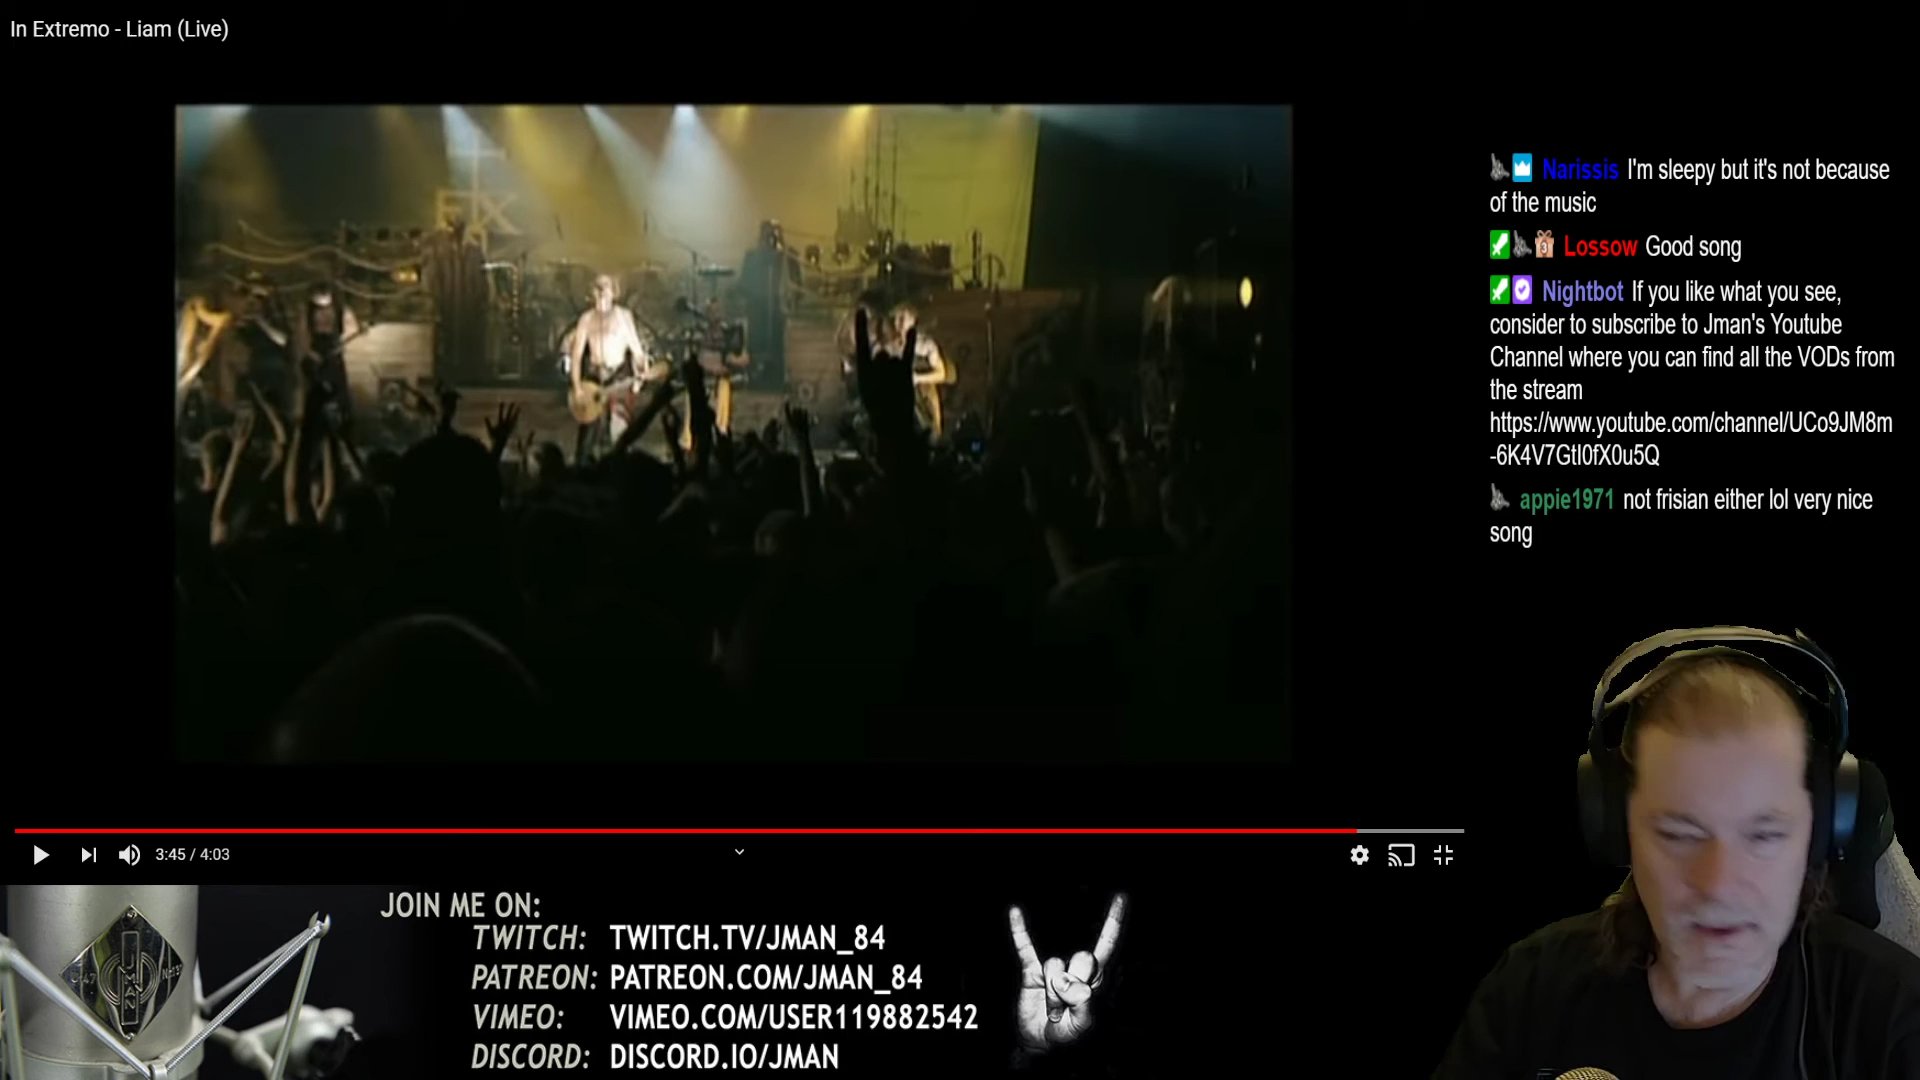 In Extremo - Liam (Live)
Narissis I'm sleepy but it's not because
of the music
3 Lossow Good song
Nightbot If you like what you see,
consider to subscribe to Jman's Youtube
Channel where you can find all the VODs from
the stream
https://www.youtube.com/channel/UCo9JM8m
-6K4V7GtI0fX0u5Q
appie1971 not frisian either lol very nice
song
3:45 / 4:03
JOIN ME ON:
TWITCH: TWITCH.TV/JMAN_84
PATREON: PATREON.COM/JMAN_84
VIMEO: VIMEO.COM/USER119882542
DISCORD: DISCORD.IO/JMAN
JMAN